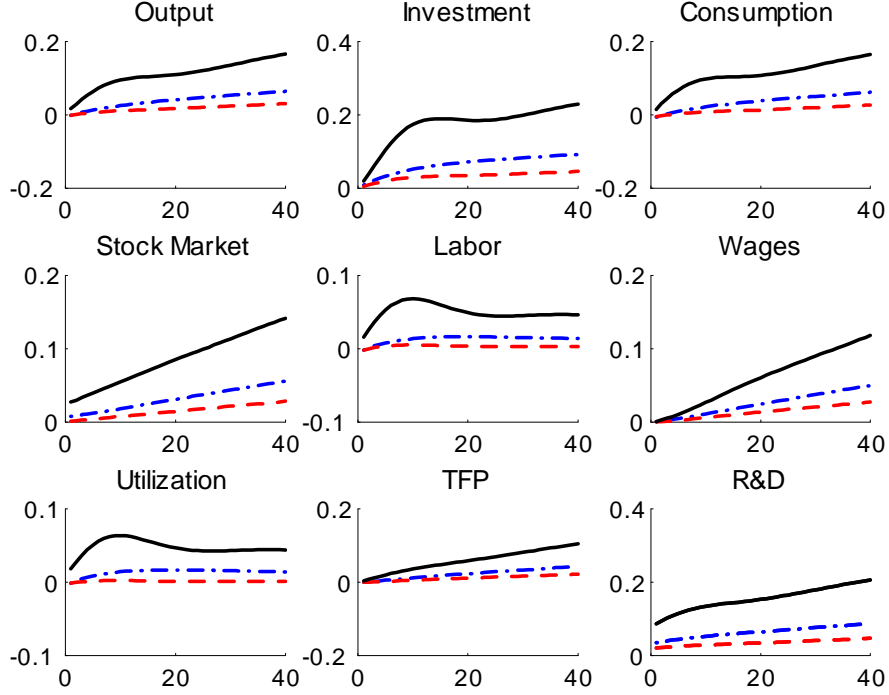 Output Investment Consumption
0.2 0.4 0.2
0 0.2 0
-0.2 0 -0.2
0 20 40 0 20 40 0 20 40
Stock Market Labor Wages
0.2 0.1 0.2
0.1 0 0.1
0 -0.1 0
0 20 40 0 20 40 0 20 40
Utilization TFP R&D
0.1 0.2 0.4
0 0 0.2
-0.1 -0.2 0
0 20 40 0 20 40 0 20 40